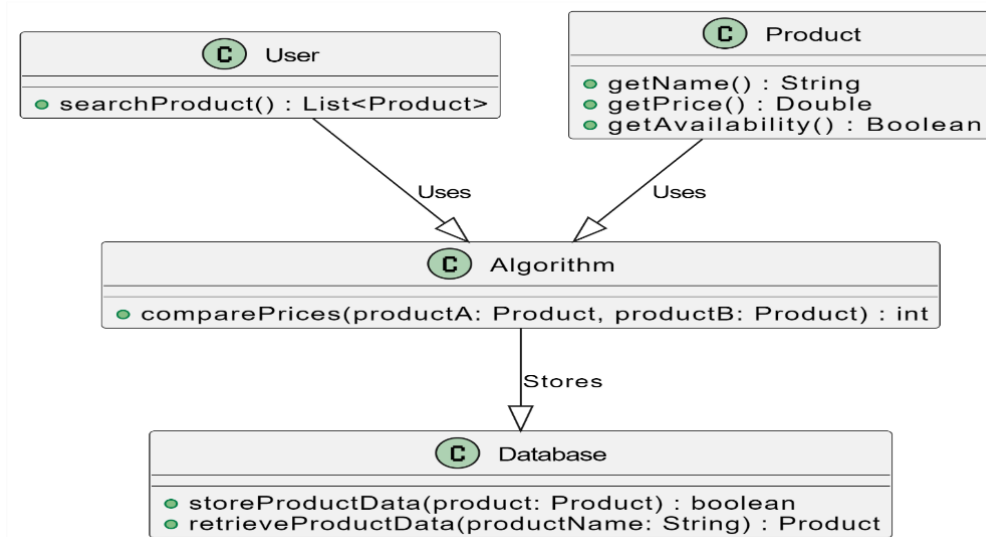 C User
searchProduct() : List<Product>
C Product
getName() : String
getPrice() : Double
getAvailability() : Boolean
Uses
Uses
C Algorithm
comparePrices(productA: Product, productB: Product) : int
Stores
C Database
storeProductData(product: Product) : boolean
retrieveProductData(productName: String) : Product